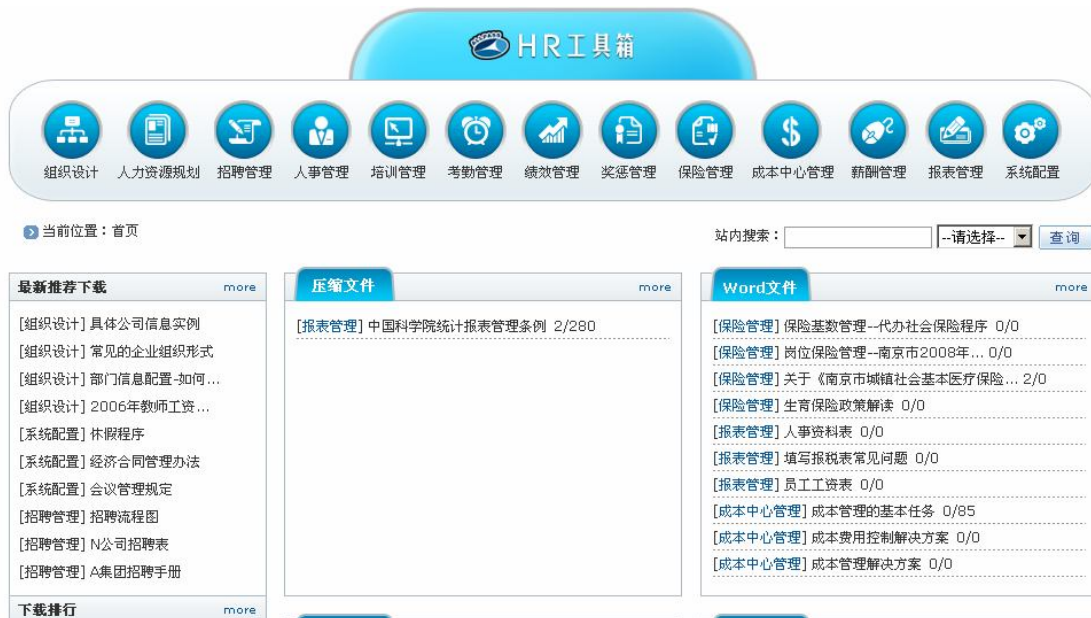 HR工具箱
组织设计 人力资源规划 招聘管理 人事管理 培训管理 考勤管理 绩效管理 奖惩管理 保险管理 成本中心管理 薪酬管理 报表管理 系统配置
当前位置：首页
站内搜索： --请选择-- 查询
最新推荐下载 more
[组织设计] 具体公司信息实例
[组织设计] 常见的企业组织形式
[组织设计] 部门信息配置-如何...
[组织设计] 2006年教师工资...
[系统配置] 休假程序
[系统配置] 经济合同管理办法
[系统配置] 会议管理规定
[招聘管理] 招聘流程图
[招聘管理] N公司招聘表
[招聘管理] A集团招聘手册
下载排行 more
压缩文件 more
[报表管理] 中国科学院统计报表管理条例 2/280
Word文件 more
[保险管理] 保险基数管理--代办社会保险程序 0/0
[保险管理] 岗位保险管理--南京市2008年... 0/0
[保险管理] 关于《南京市城镇社会基本医疗保险... 2/0
[保险管理] 生育保险政策解读 0/0
[报表管理] 人事资料表 0/0
[报表管理] 填写报税表常见问题 0/0
[报表管理] 员工工资表 0/0
[成本中心管理] 成本管理的基本任务 0/85
[成本中心管理] 成本费用控制解决方案 0/0
[成本中心管理] 成本管理解决方案 0/0